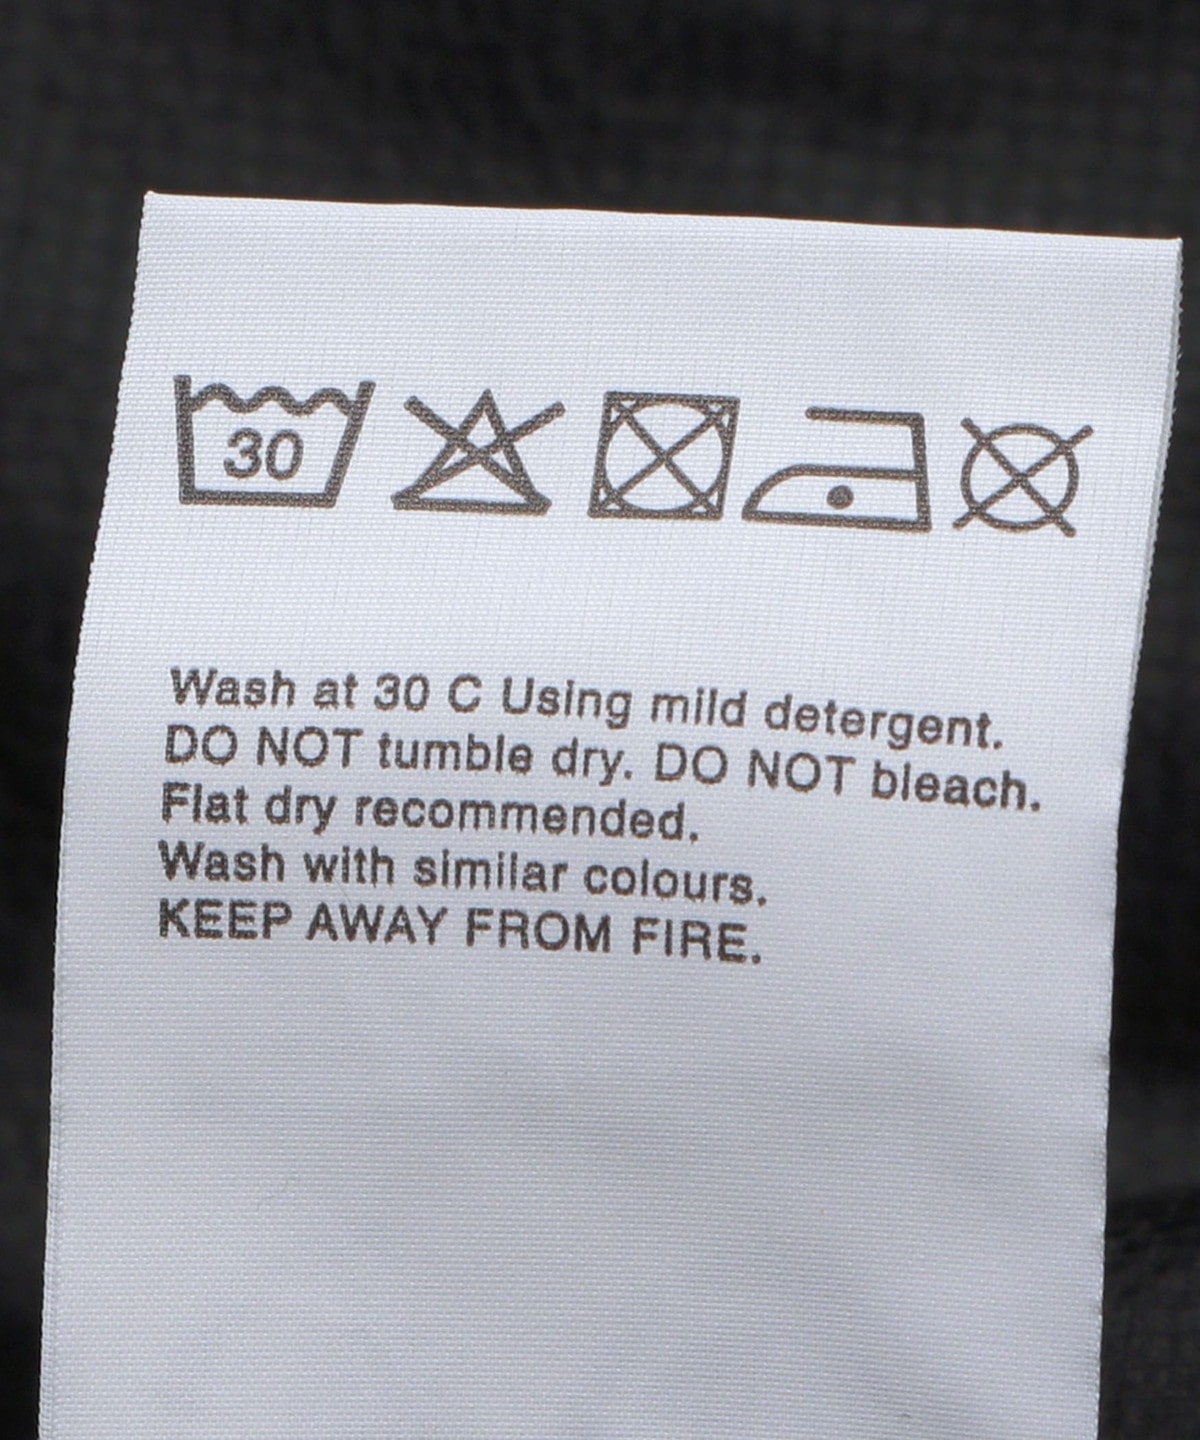 30
Wash at 30 C Using mild detergent.
DO NOT tumble dry. DO NOT bleach.
Flat dry recommended.
Wash with similar colours.
KEEP AWAY FROM FIRE.